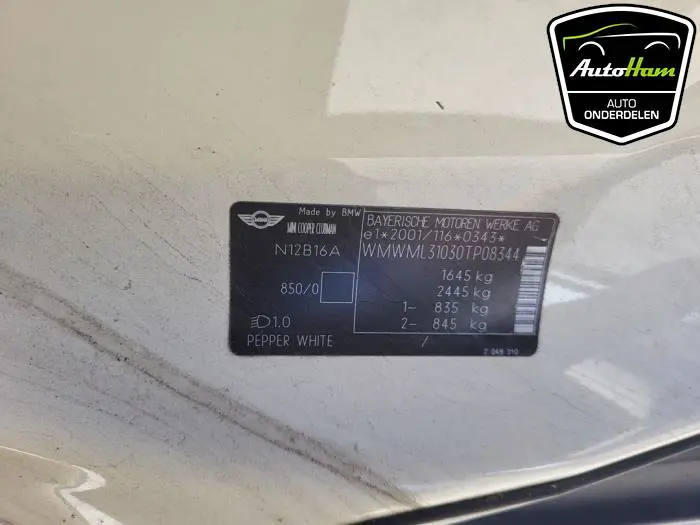 AutoHam
AUTO
ONDERDELEN
MINI
Made by BMW
MINI COOPER CLUBMAN
N12B16A
850/0
1.0
PEPPER WHITE
BAYERISCHE MOTOREN WERKE AG
e1*2001/116*0343*
WMWML31030TP08344
1645 kg
2445 kg
1- 835 kg
2- 845 kg
/